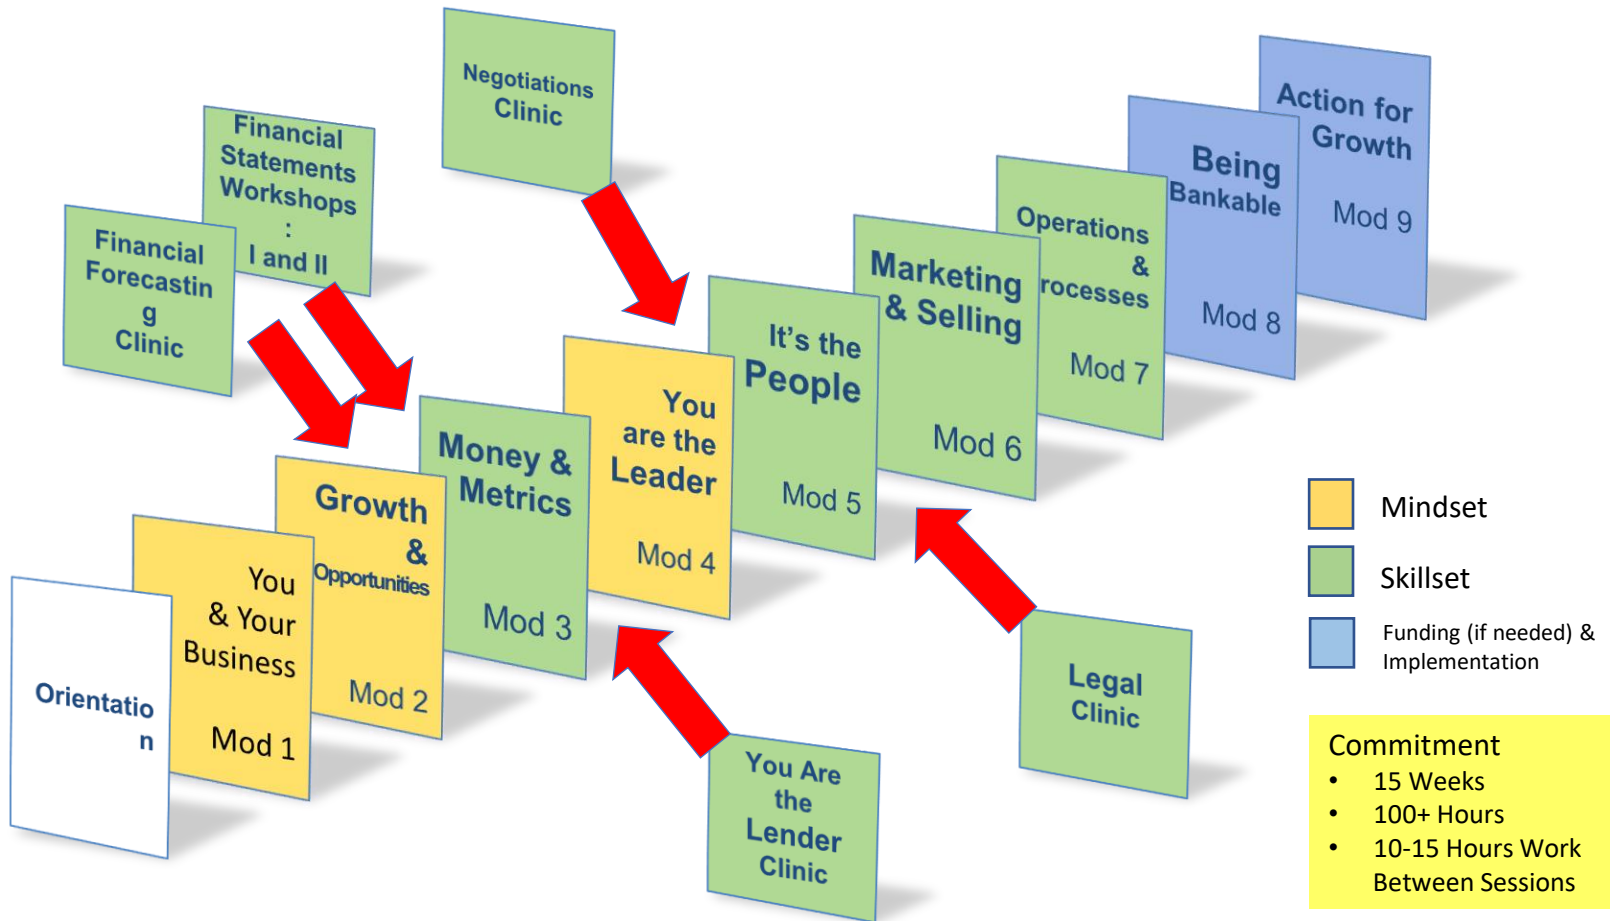 Orientatio
n
You
& Your
Business
Mod 1
Growth
&
Opportunities
Mod 2
Money &
Metrics
Mod 3
You
are the
Leader
Mod 4
It's the
People
Mod 5
Marketing
& Selling
Mod 6
Operations
&
rocesses
Mod 7
Being
Bankable
Mod 8
Action for
Growth
Mod 9
Financial
Forecastin
g
Clinic
Financial
Statements
Workshops
:
I and II
Negotiations
Clinic
You Are
the
Lender
Clinic
Legal
Clinic
Mindset
Skillset
Funding (if needed) &
Implementation
Commitment
• 15 Weeks
• 100+ Hours
• 10-15 Hours Work
Between Sessions